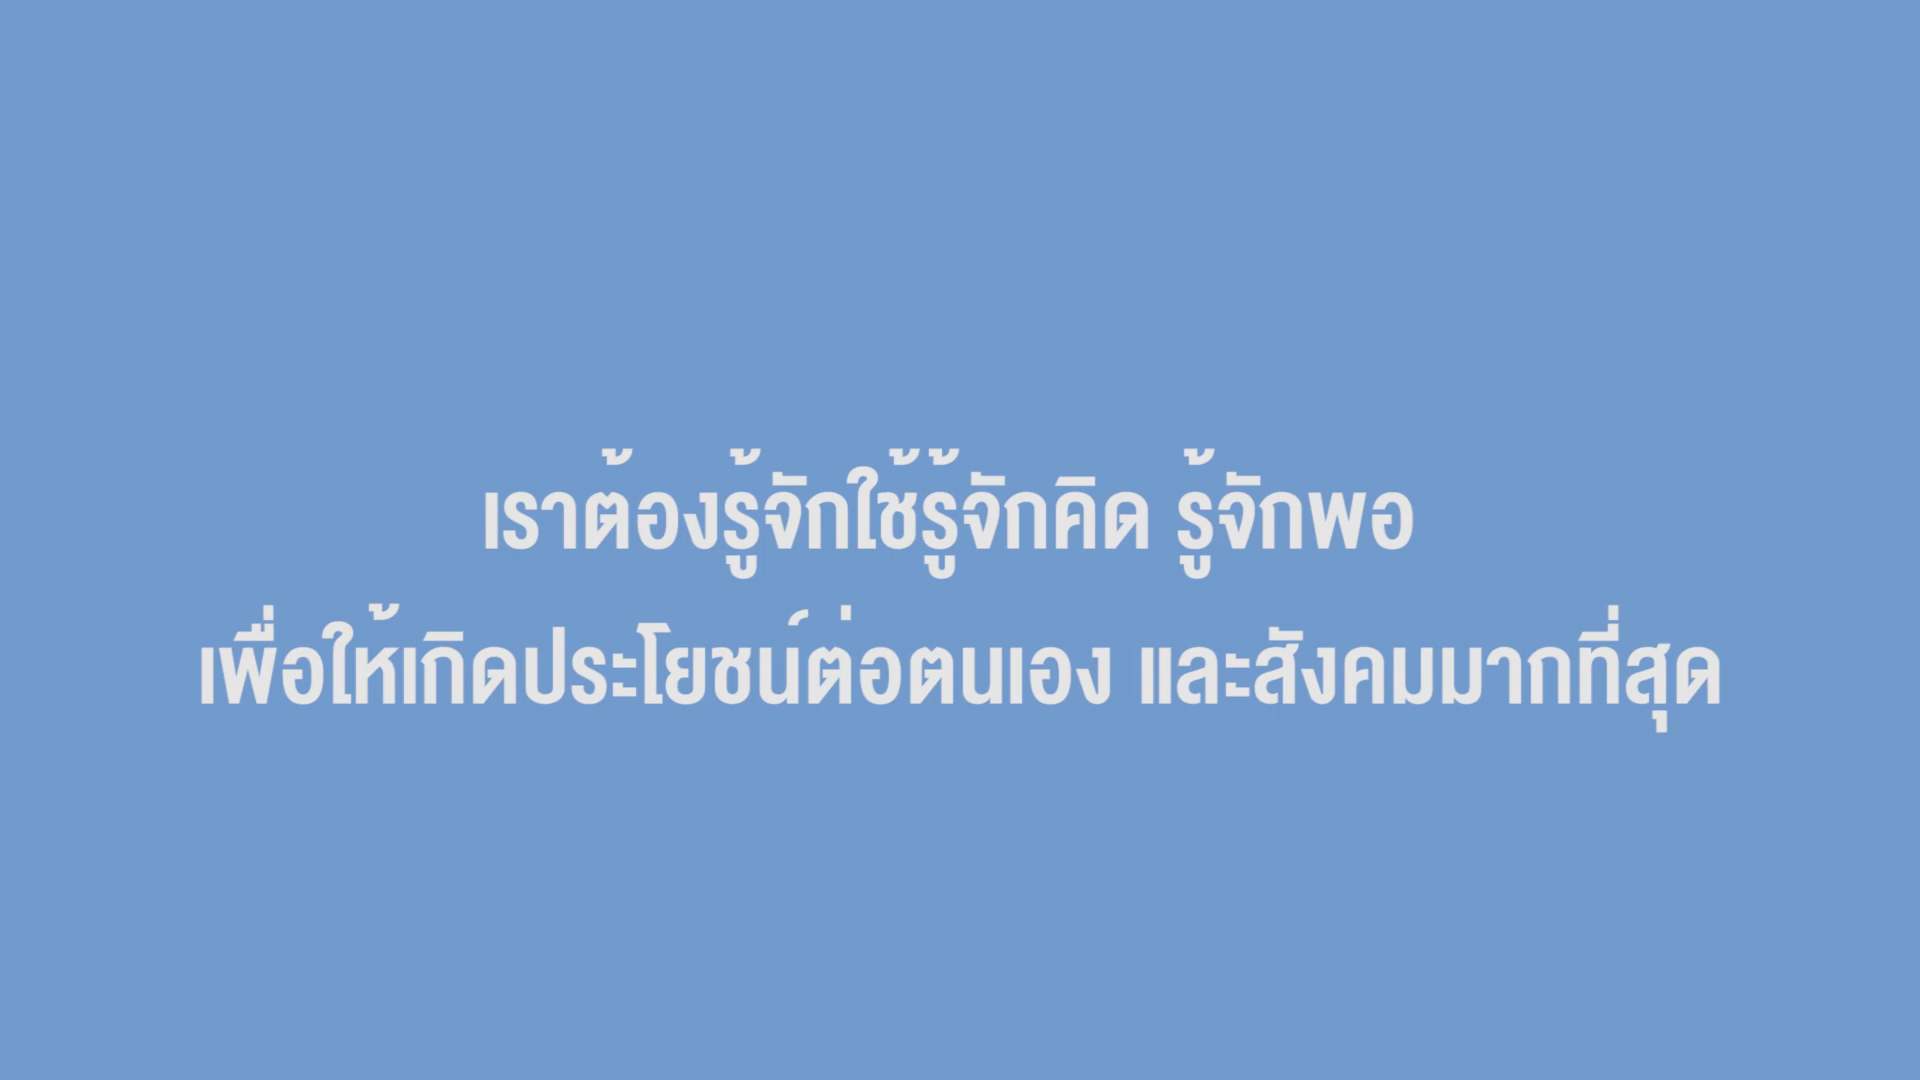 เราต้องรู้จักใช้รู้จักคิด รู้จักพอ
เพื่อให้เกิดประโยชน์ต่อตนเอง และสังคมมากที่สุด